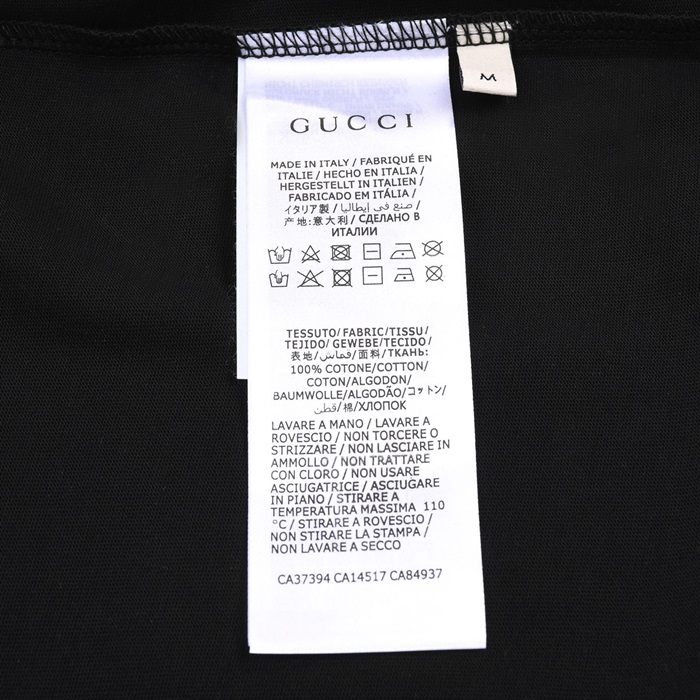 M
GUCCI
MADE IN ITALY / FABRIQUÉ EN
ITALIE / HECHO EN ITALIA /
HERGESTELLT IN ITALIEN /
FABRICADO EM ITÁLIA /
イタリア製 / صنع في إيطاليا /
产地:意大利 / СДЕЛАНО В
ИТАЛИИ
TESSUTO/FABRIC/TISSU/
TEJIDO/ GEWEBE/TECIDO/
表地/قماش/面料/ТКАНЬ:
100% COTONE/COTTON/
COTON/ALGODON/
BAUMWOLLE/ALGODÃO/コットン/
قطن/棉/ХЛОПОК
LAVARE A MANO / LAVARE A
ROVESCIO / NON TORCERE O
STRIZZARE / NON LASCIARE IN
AMMOLLO / NON TRATTARE
CON CLORO / NON USARE
ASCIUGATRICE / ASCIUGARE
IN PIANO / STIRARE A
TEMPERATURA MASSIMA 110
°C / STIRARE A ROVESCIO /
NON STIRARE LA STAMPA /
NON LAVARE A SECCO
CA37394 CA14517 CA84937